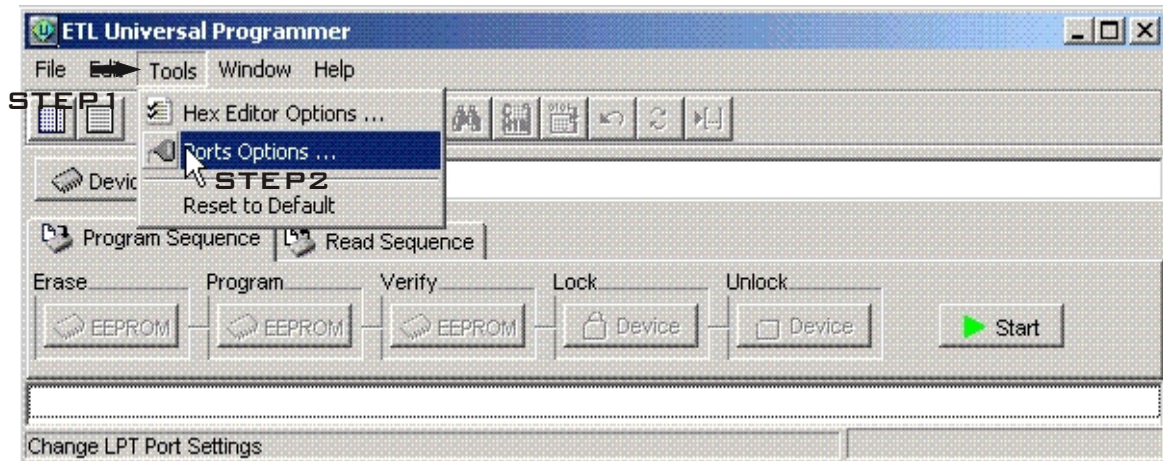 ETL Universal Programmer
File Edit Tools Window Help
STEP1
Hex Editor Options ...
Ports Options ...
STEP2
Reset to Default
Program Sequence Read Sequence
Erase Program Verify Lock Unlock
EEPROM EEPROM EEPROM Device Device Start
Change LPT Port Settings